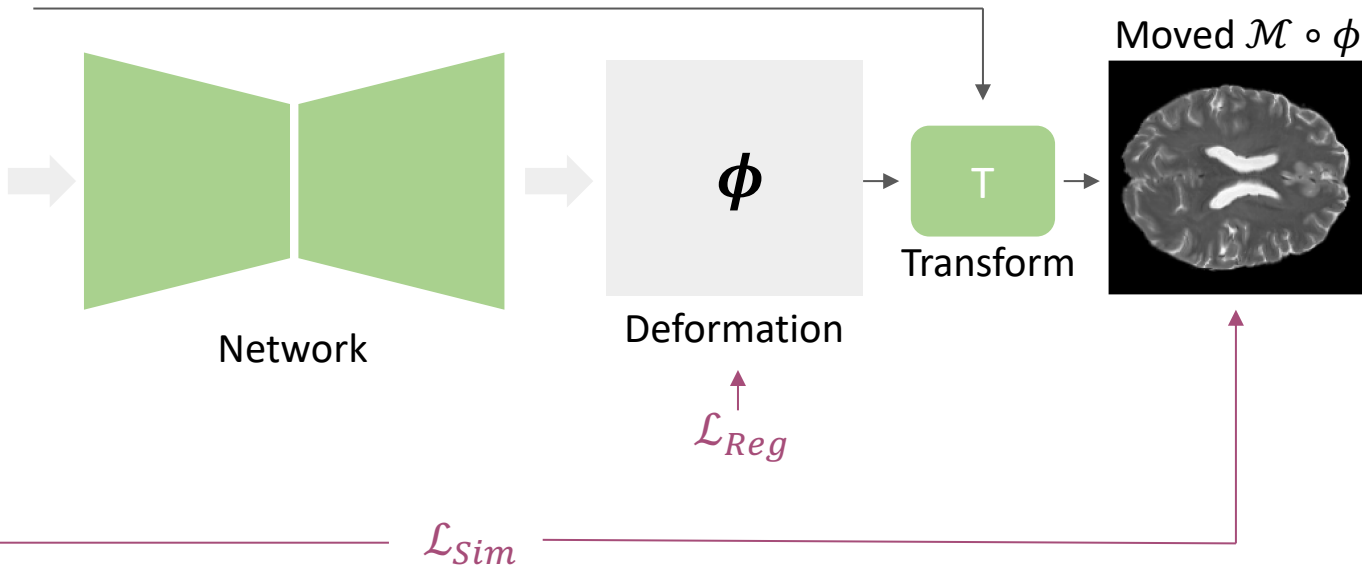 Moved ℳ ∘ ϕ
ϕ
T
Transform
Deformation
Network
ℒ_Reg
ℒ_Sim